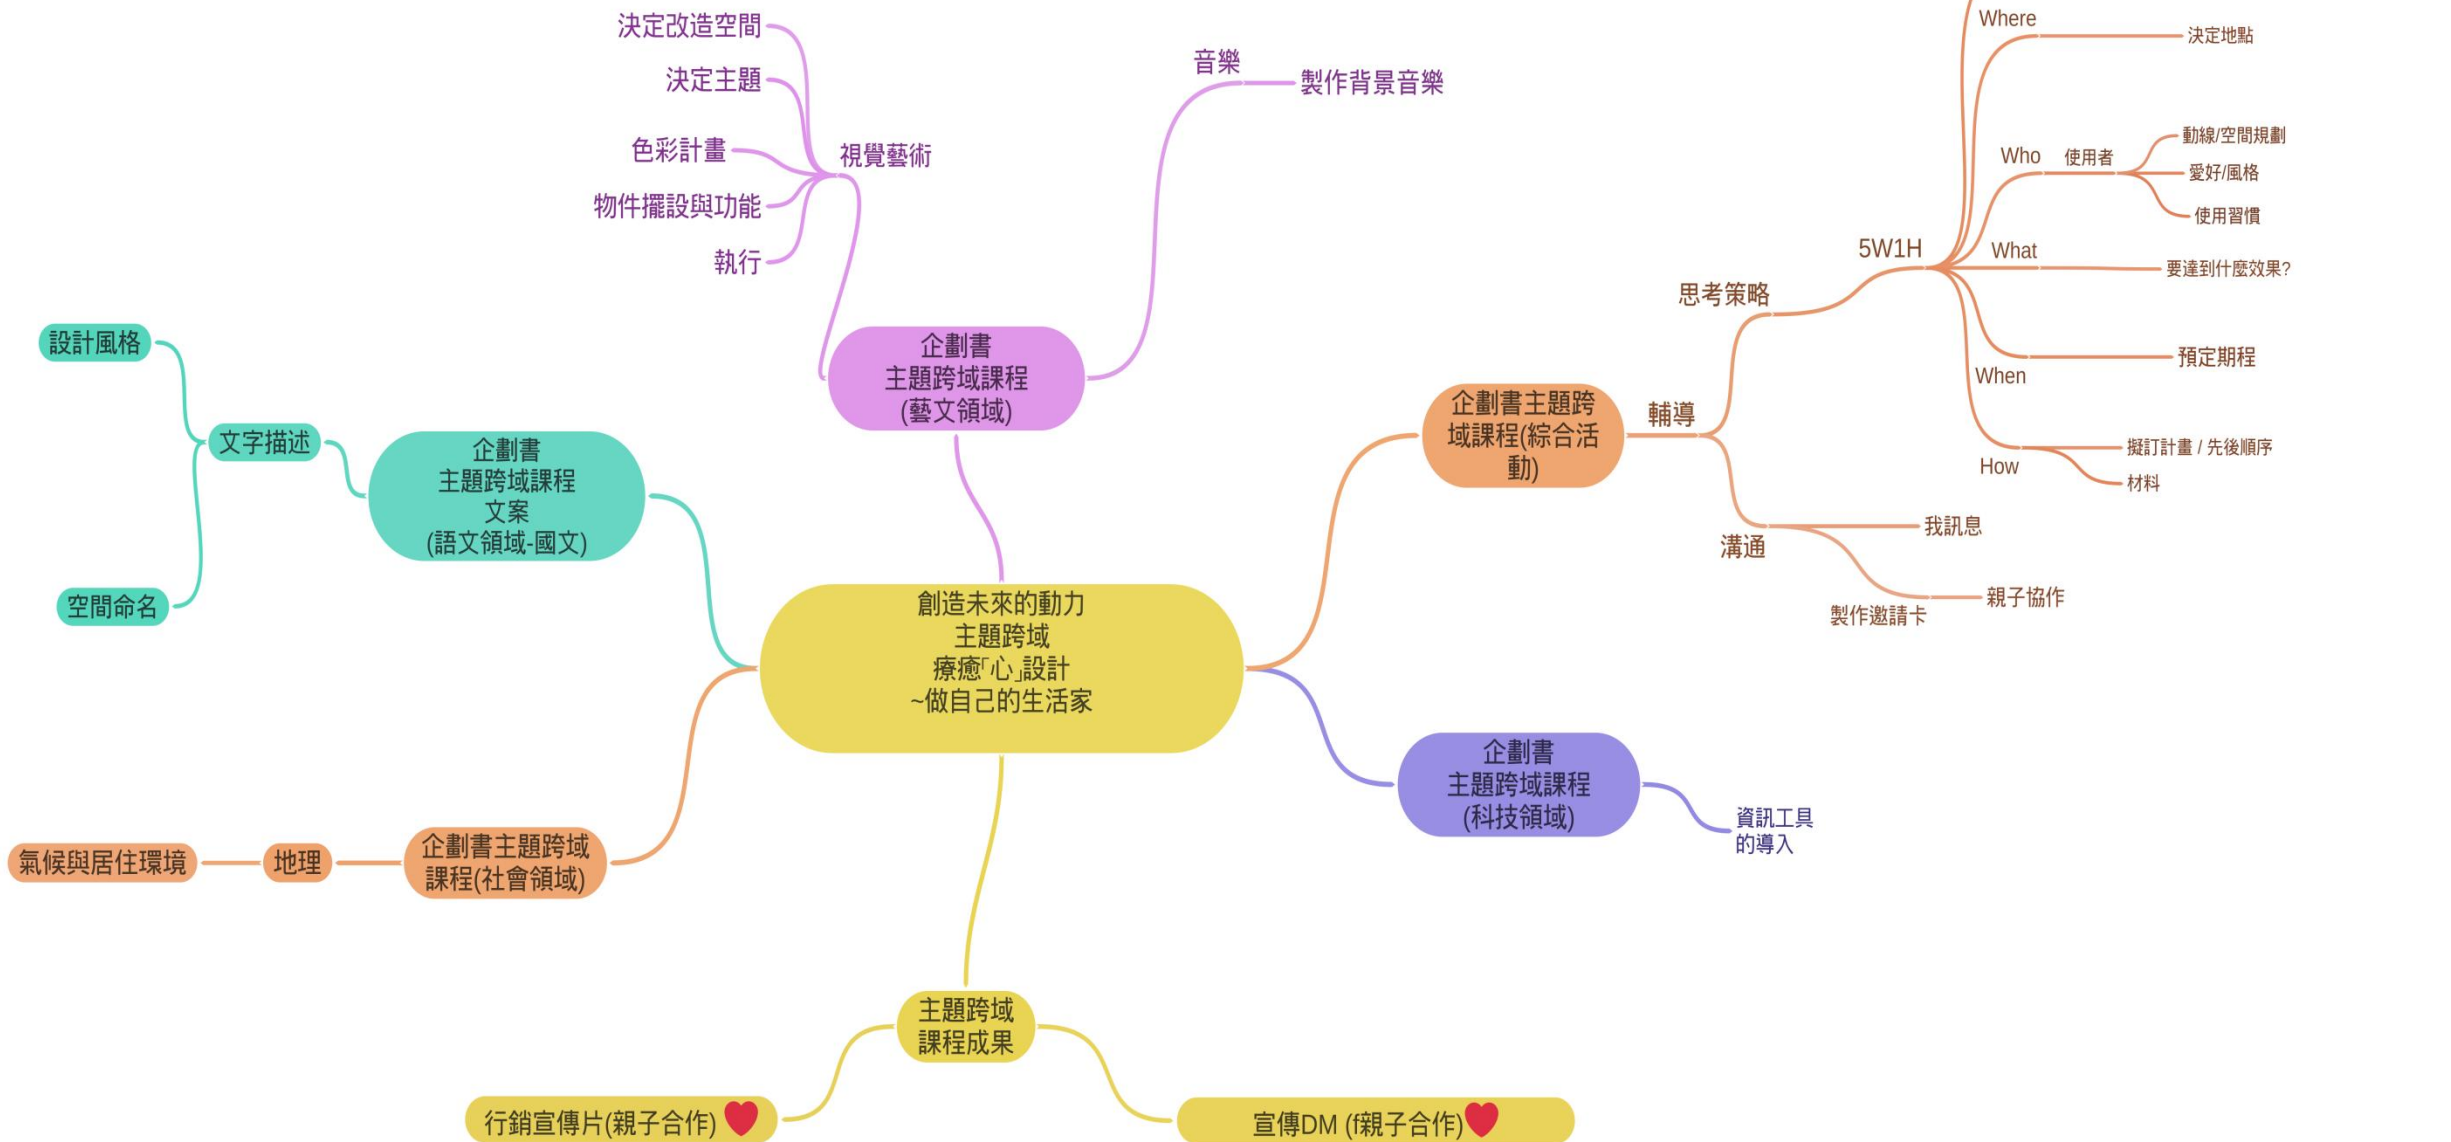 決定改造空間
決定主題
色彩計畫
物件擺設與功能
執行
視覺藝術
音樂
製作背景音樂
企劃書
主題跨域課程
(藝文領域)
設計風格
文字描述
空間命名
企劃書
主題跨域課程
文案
(語文領域-國文)
創造未來的動力
主題跨域
療癒「心」設計
~做自己的生活家
氣候與居住環境
地理
企劃書主題跨域
課程(社會領域)
主題跨域
課程成果
行銷宣傳片(親子合作)
宣傳DM (f親子合作)
企劃書主題跨
域課程(綜合活
動)
輔導
思考策略
5W1H
Where
決定地點
Who
使用者
動線/空間規劃
愛好/風格
使用習慣
What
要達到什麼效果?
When
預定期程
How
擬訂計畫 / 先後順序
材料
溝通
我訊息
製作邀請卡
親子協作
企劃書
主題跨域課程
(科技領域)
資訊工具
的導入